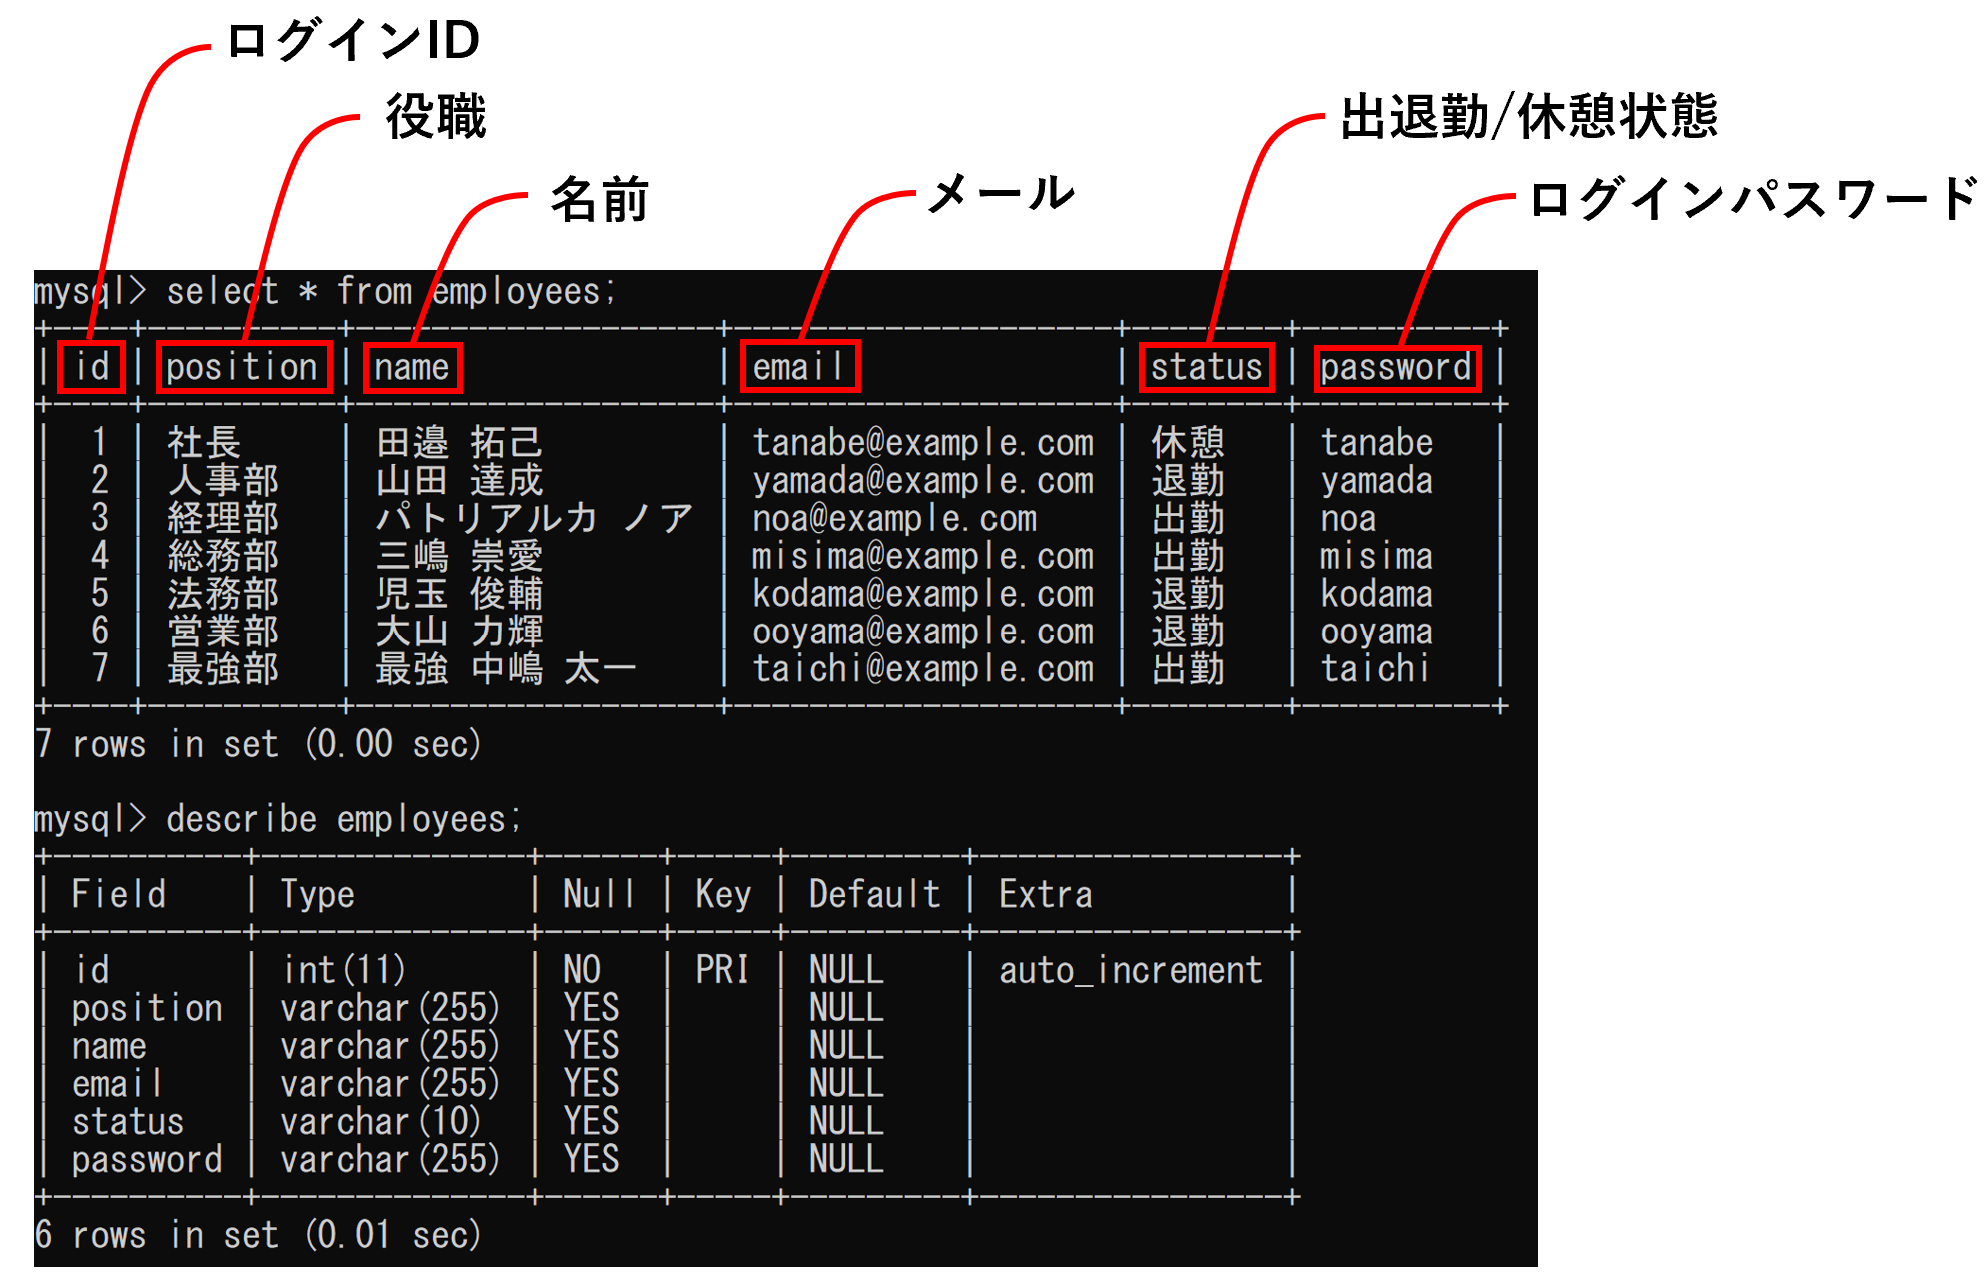 ログインID
役職
出退勤/休憩状態
名前
メール
ログインパスワード
mysql> select * from employees;
+----+----------+-------------------+--------------------+--------+----------+
| id | position | name | email | status | password |
+----+----------+-------------------+--------------------+--------+----------+
| 1 | 社長 | 田邉 拓己 | tanabe@example.com | 休憩 | tanabe |
| 2 | 人事部 | 山田 達成 | yamada@example.com | 退勤 | yamada |
| 3 | 経理部 | パトリアルカ ノア | noa@example.com | 出勤 | noa |
| 4 | 総務部 | 三嶋 崇愛 | misima@example.com | 出勤 | misima |
| 5 | 法務部 | 児玉 俊輔 | kodama@example.com | 退勤 | kodama |
| 6 | 営業部 | 大山 力輝 | ooyama@example.com | 退勤 | ooyama |
| 7 | 最強部 | 最強 中嶋 太一 | taichi@example.com | 出勤 | taichi |
+----+----------+-------------------+--------------------+--------+----------+
7 rows in set (0.00 sec)
mysql> describe employees;
+----------+--------------+------+-----+---------+----------------+
| Field | Type | Null | Key | Default | Extra |
+----------+--------------+------+-----+---------+----------------+
| id | int(11) | NO | PRI | NULL | auto_increment |
| position | varchar(255) | YES | | NULL | |
| name | varchar(255) | YES | | NULL | |
| email | varchar(255) | YES | | NULL | |
| status | varchar(10) | YES | | NULL | |
| password | varchar(255) | YES | | NULL | |
+----------+--------------+------+-----+---------+----------------+
6 rows in set (0.01 sec)